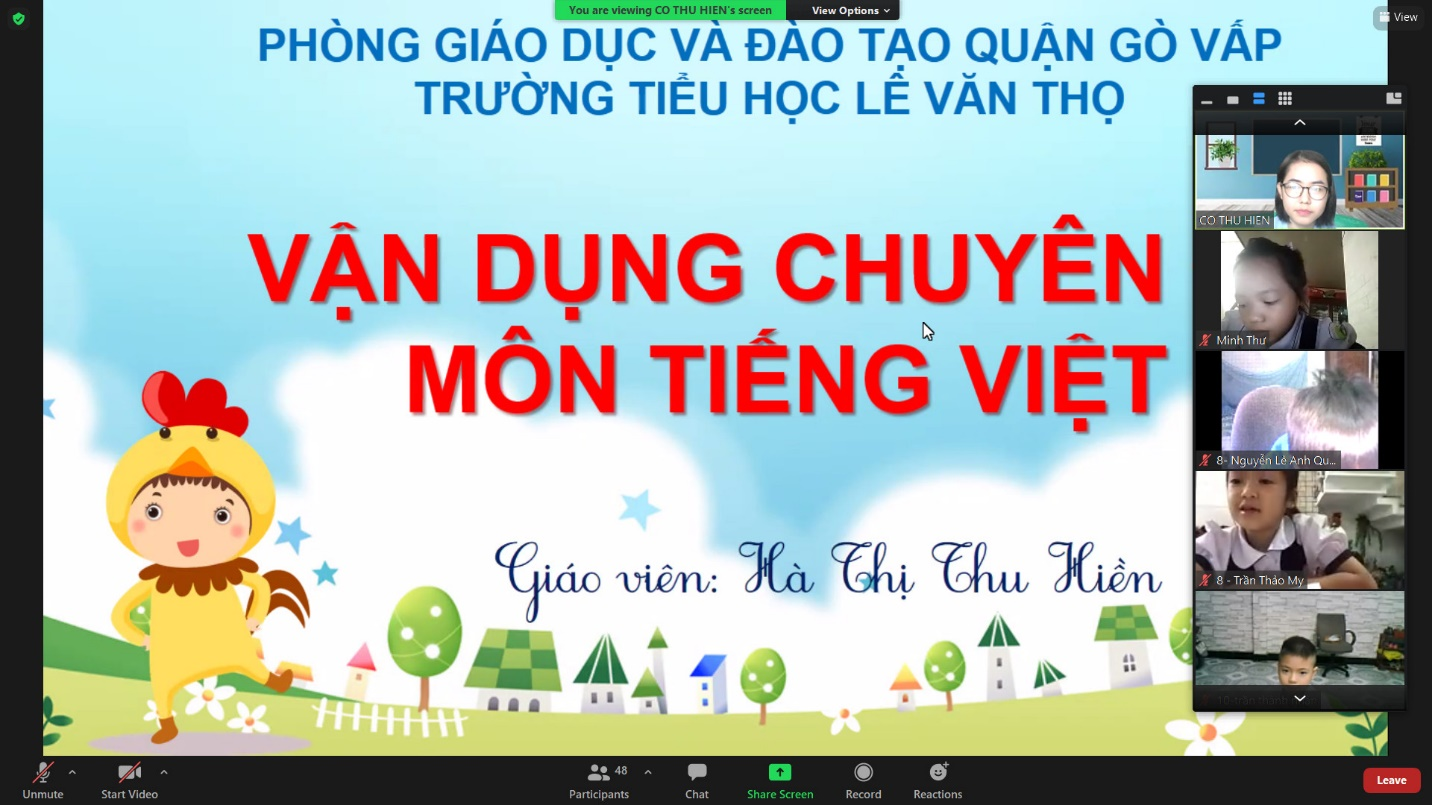 You are viewing CO THU HIEN's screen
View Options
View
PHÒNG GIÁO DỤC VÀ ĐÀO TẠO QUẬN GÒ VẤP
TRƯỜNG TIỂU HỌC LÊ VĂN THỌ
VẬN DỤNG CHUYÊN
MÔN TIẾNG VIỆT
Giáo viên: Hà Thị Thu Hiền
CO THU HIEN
Minh Thư
8- Nguyễn Lê Anh Qu...
8 - Trần Thảo My
Unmute
Start Video
48
Participants
Chat
Share Screen
Record
Reactions
Leave